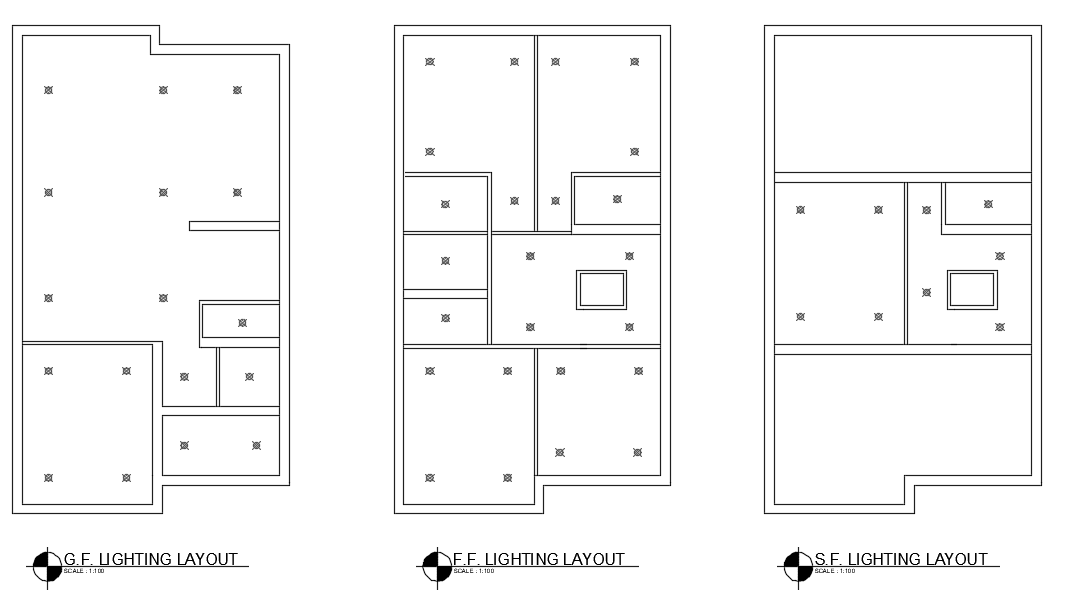 G.F. LIGHTING LAYOUT
SCALE : 1:100
F.F. LIGHTING LAYOUT
SCALE : 1:100
S.F. LIGHTING LAYOUT
SCALE : 1:100